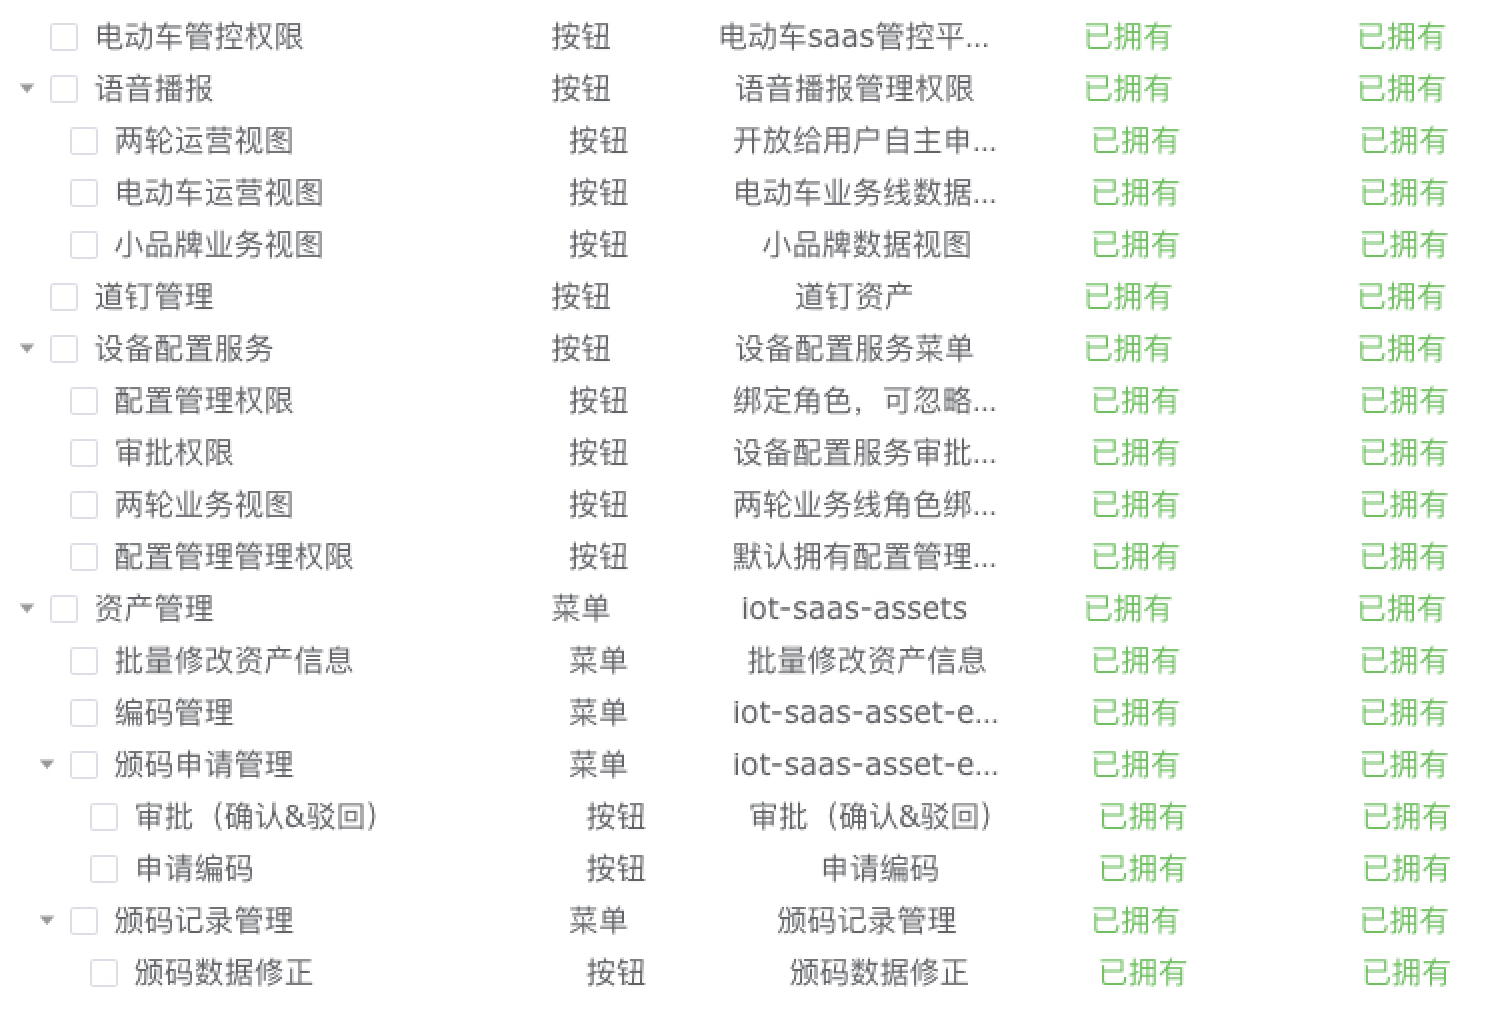 电动车管控权限 按钮 电动车saas管控平... 已拥有 已拥有
语音播报 按钮 语音播报管理权限 已拥有 已拥有
两轮运营视图 按钮 开放给用户自主申... 已拥有 已拥有
电动车运营视图 按钮 电动车业务线数据... 已拥有 已拥有
小品牌业务视图 按钮 小品牌数据视图 已拥有 已拥有
道钉管理 按钮 道钉资产 已拥有 已拥有
设备配置服务 按钮 设备配置服务菜单 已拥有 已拥有
配置管理权限 按钮 绑定角色，可忽略... 已拥有 已拥有
审批权限 按钮 设备配置服务审批... 已拥有 已拥有
两轮业务视图 按钮 两轮业务线角色绑... 已拥有 已拥有
配置管理管理权限 按钮 默认拥有配置管理... 已拥有 已拥有
资产管理 菜单 iot-saas-assets 已拥有 已拥有
批量修改资产信息 菜单 批量修改资产信息 已拥有 已拥有
编码管理 菜单 iot-saas-asset-e... 已拥有 已拥有
颁码申请管理 菜单 iot-saas-asset-e... 已拥有 已拥有
审批（确认&驳回） 按钮 审批（确认&驳回） 已拥有 已拥有
申请编码 按钮 申请编码 已拥有 已拥有
颁码记录管理 菜单 颁码记录管理 已拥有 已拥有
颁码数据修正 按钮 颁码数据修正 已拥有 已拥有